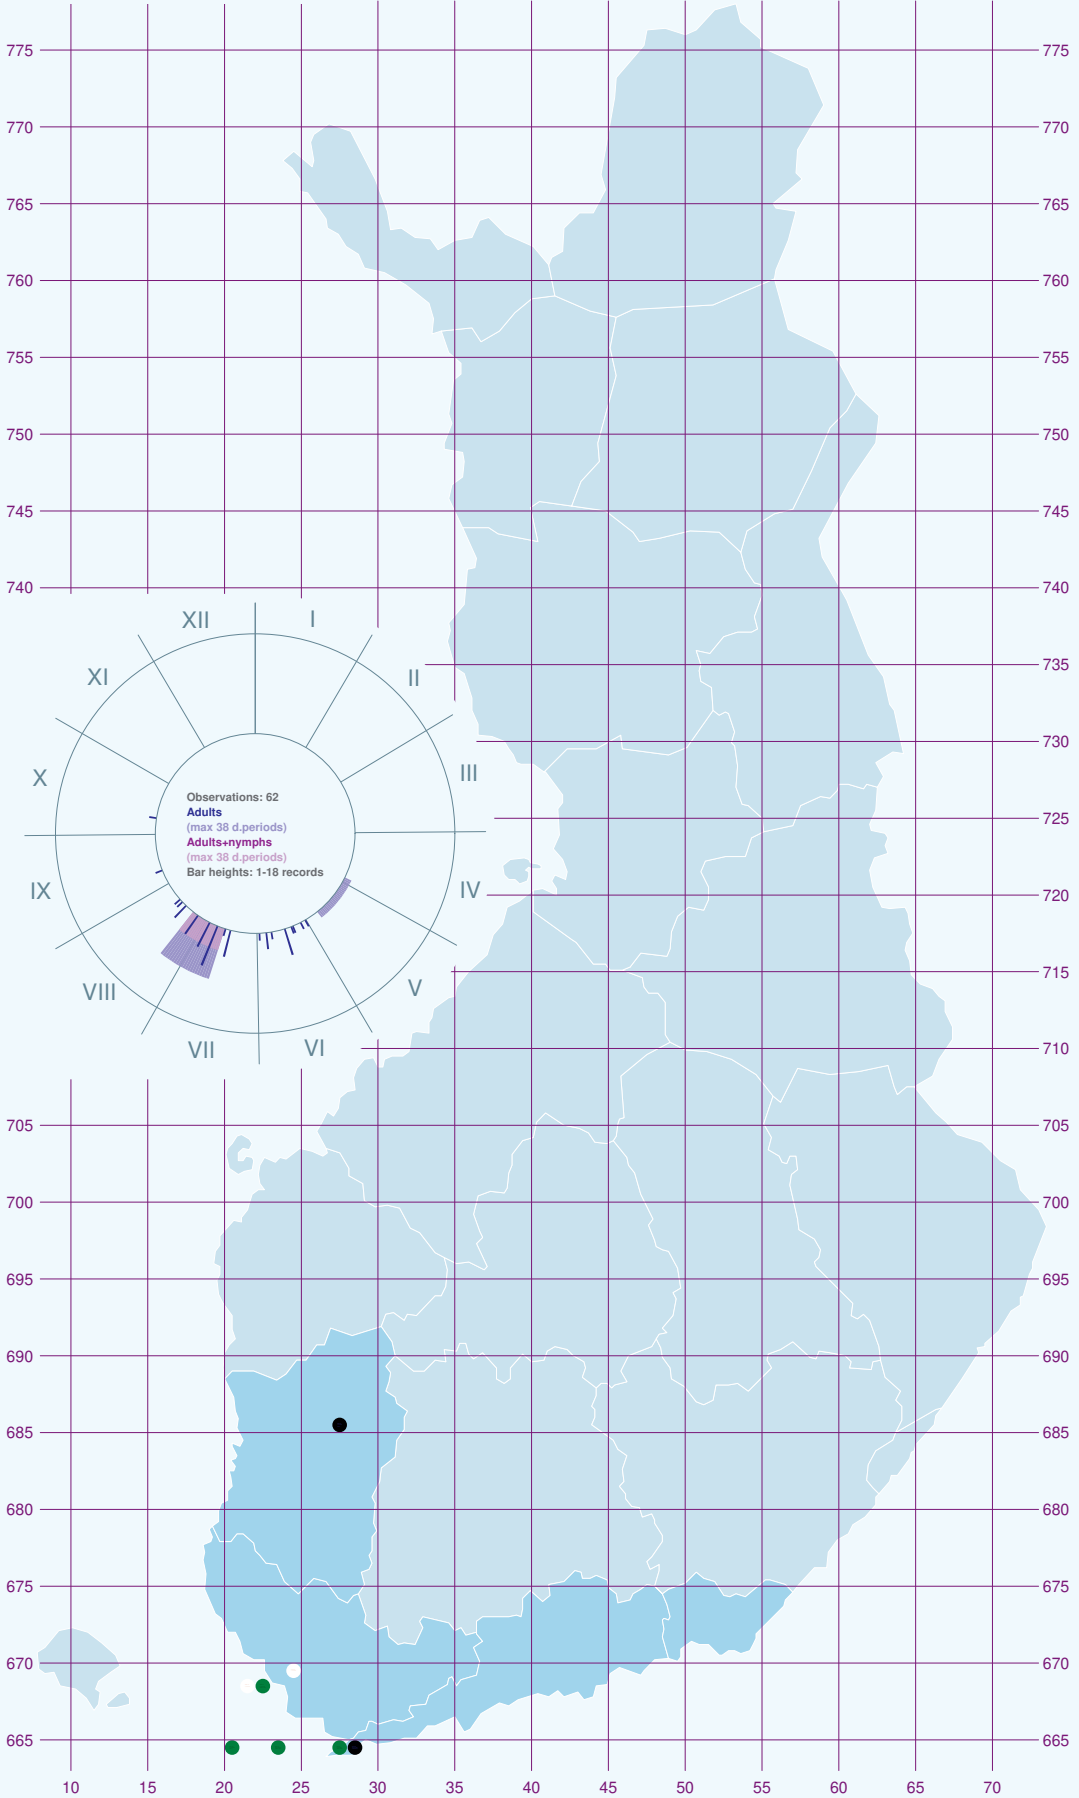 775 775
770 770
765 765
760 760
755 755
750 750
745 745
740 740
XII I
XI II
735
730 730
X III
Observations: 62
Adults
(max 38 d.periods)
Adults+nymphs
(max 38 d.periods)
Bar heights: 1-18 records
725
IX IV
720
VIII V
715
VII VI
710
705 705
700 700
695 695
690 690
685 685
680 680
675 675
670 670
665 665
10 15 20 25 30 35 40 45 50 55 60 65 70